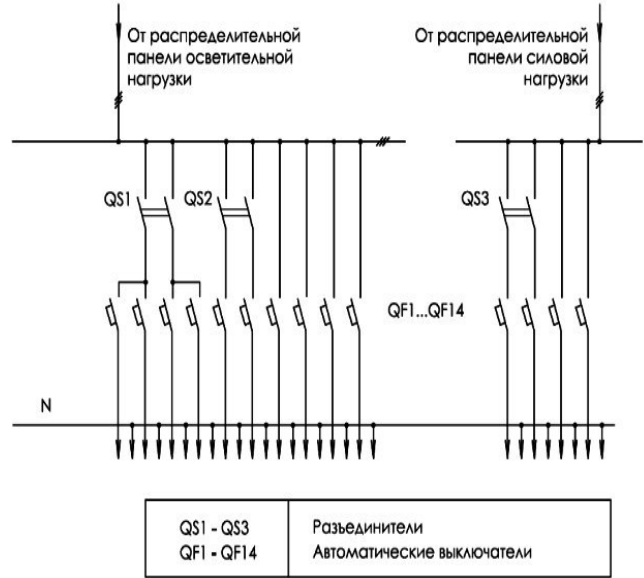 От распределительной
панели осветительной
нагрузки
От распределительной
панели силовой
нагрузки
QS1
QS2
QS3
QF1...QF14
N
QS1 - QS3 Разъединители
QF1 - QF14 Автоматические выключатели